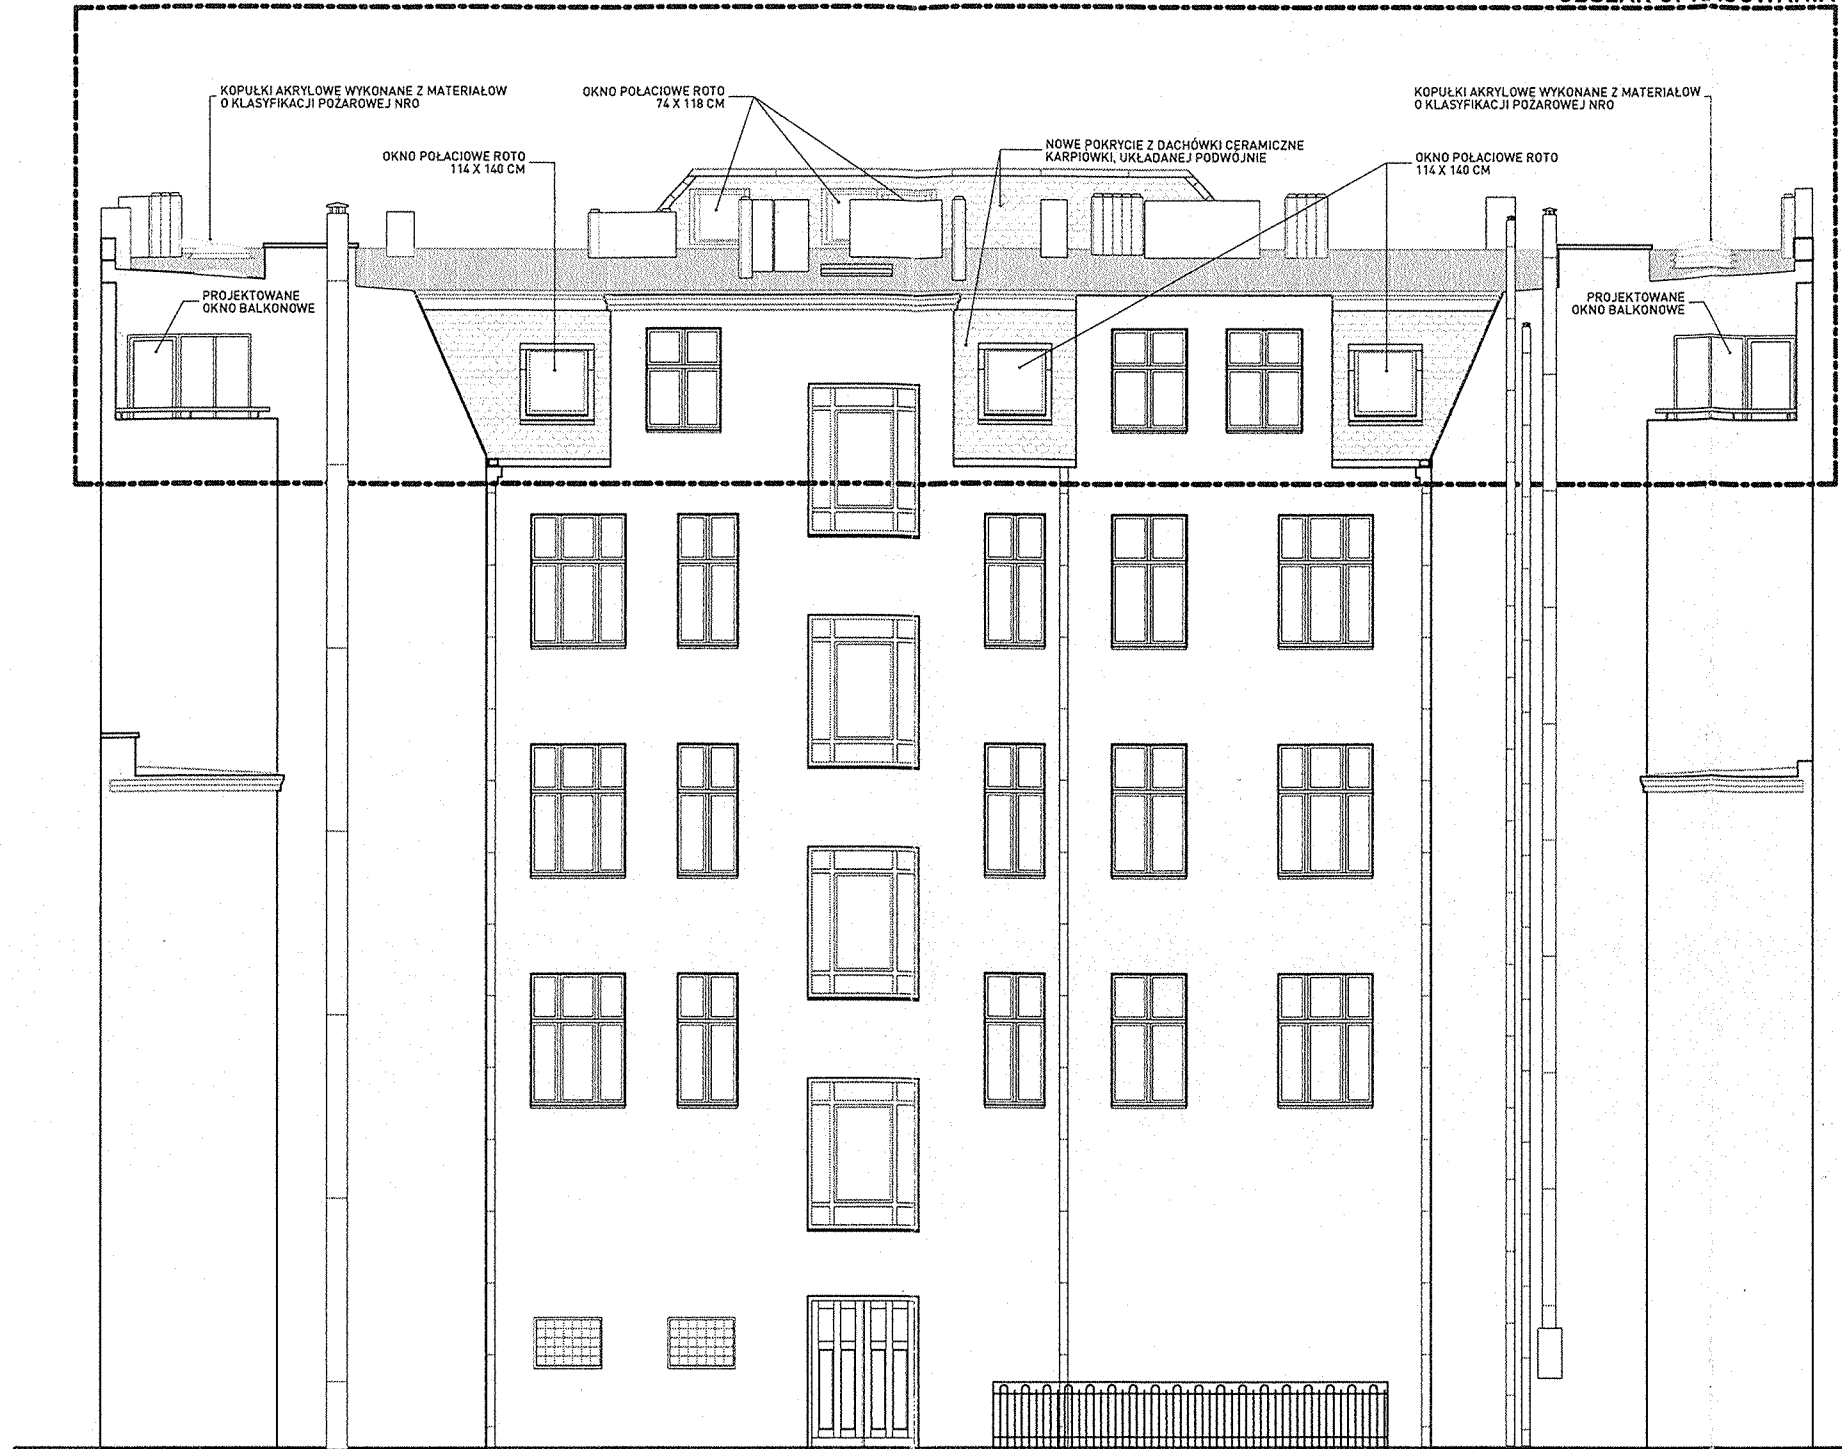 KOPUŁKI AKRYLOWE WYKONANE Z MATERIAŁOW
O KLASYFIKACJI POŻAROWEJ NRO
OKNO POŁACIOWE ROTO
74 X 118 CM
KOPUŁKI AKRYLOWE WYKONANE Z MATERIAŁOW
O KLASYFIKACJI POŻAROWEJ NRO
OKNO POŁACIOWE ROTO
114 X 140 CM
NOWE POKRYCIE Z DACHÓWKI CERAMICZNE
KARPIÓWKI, UKŁADANEJ PODWÓJNIE
OKNO POŁACIOWE ROTO
114 X 140 CM
PROJEKTOWANE
OKNO BALKONOWE
PROJEKTOWANE
OKNO BALKONOWE